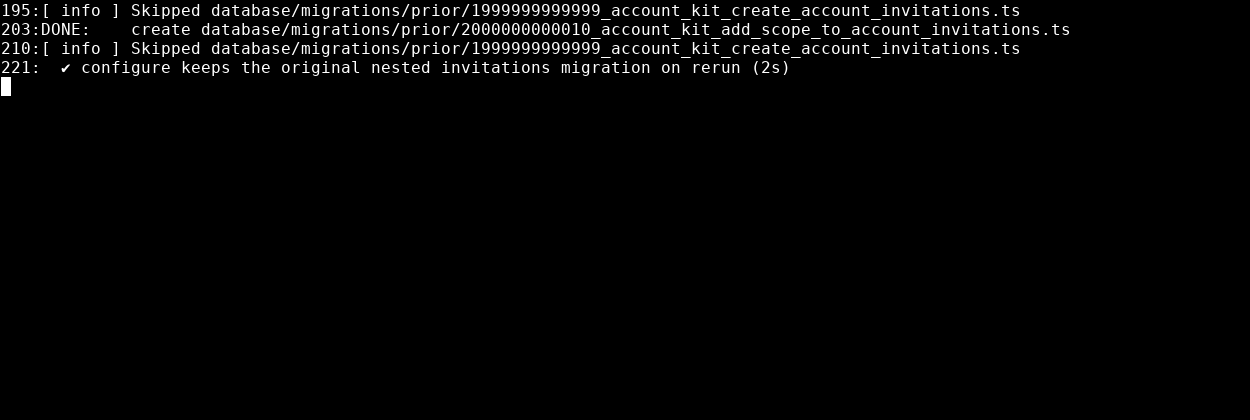 195:[ info ] Skipped database/migrations/prior/1999999999999_account_kit_create_account_invitations.ts
203:DONE:    create database/migrations/prior/2000000000010_account_kit_add_scope_to_account_invitations.ts
210:[ info ] Skipped database/migrations/prior/1999999999999_account_kit_create_account_invitations.ts
221:  ✔ configure keeps the original nested invitations migration on rerun (2s)